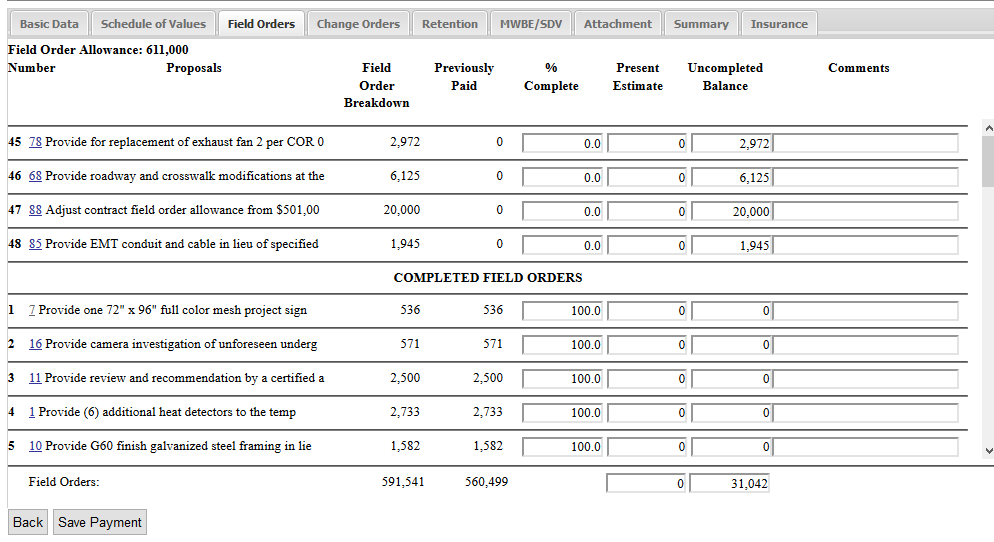 Basic Data Schedule of Values Field Orders Change Orders Retention MWBE/SDV Attachment Summary Insurance
Field Order Allowance: 611,000
Number Proposals Field Order Breakdown Previously Paid % Complete Present Estimate Uncompleted Balance Comments
45 78 Provide for replacement of exhaust fan 2 per COR 0 2,972 0 0.0 0 2,972
46 68 Provide roadway and crosswalk modifications at the 6,125 0 0.0 0 6,125
47 88 Adjust contract field order allowance from $501,00 20,000 0 0.0 0 20,000
48 85 Provide EMT conduit and cable in lieu of specified 1,945 0 0.0 0 1,945
COMPLETED FIELD ORDERS
1 7 Provide one 72" x 96" full color mesh project sign 536 536 100.0 0 0
2 16 Provide camera investigation of unforeseen underg 571 571 100.0 0 0
3 11 Provide review and recommendation by a certified a 2,500 2,500 100.0 0 0
4 1 Provide (6) additional heat detectors to the temp 2,733 2,733 100.0 0 0
5 10 Provide G60 finish galvanized steel framing in lie 1,582 1,582 100.0 0 0
Field Orders: 591,541 560,499 0 31,042
Back Save Payment